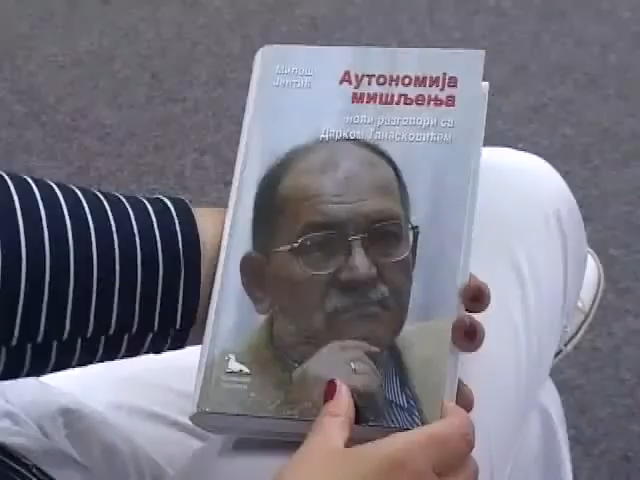 Милош
Јевтић
Аутономија
мишљења
нови разговори са
Дарком Танасковићем